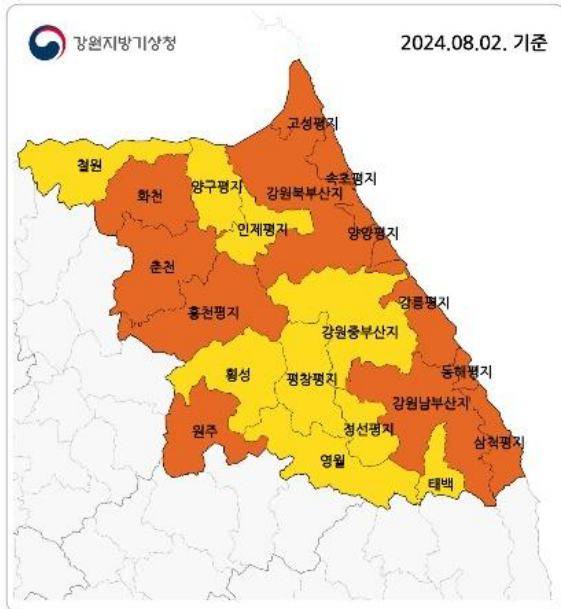 강원지방기상청
2024.08.02. 기준
고성평지
철원
속초평지
양구평지
화천
강원북부산지
인제평지
양양평지
춘천
강릉평지
홍천평지
강원중부산지
동해평지
횡성
평창평지
강원남부산지
정선평지
원주
삼척평지
영월
태백